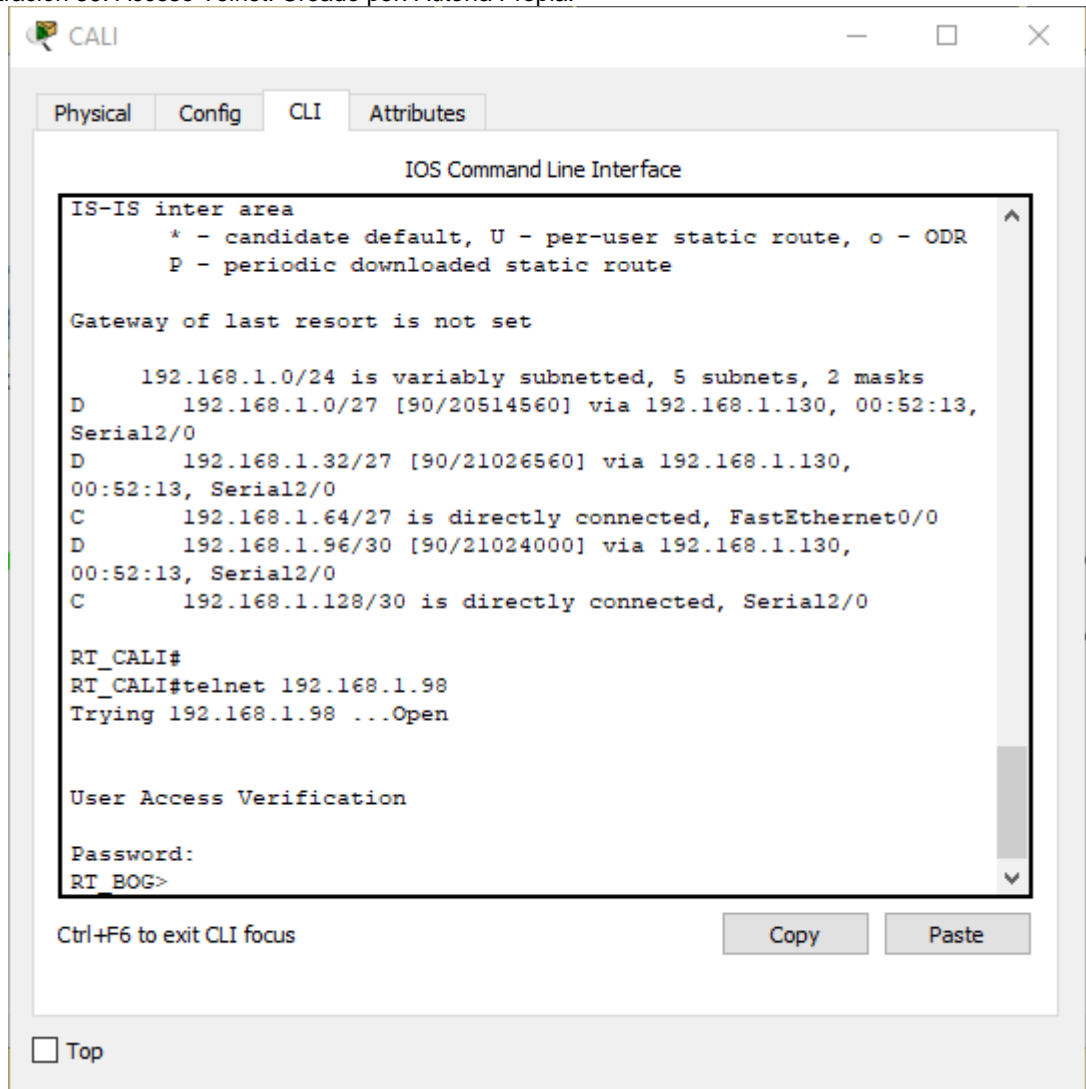 Acceso Telnet. Creado por: Autoría Propia.
CALI
Physical Config CLI Attributes
IOS Command Line Interface
IS-IS inter area
* - candidate default, U - per-user static route, o - ODR
P - periodic downloaded static route
Gateway of last resort is not set
192.168.1.0/24 is variably subnetted, 5 subnets, 2 masks
D 192.168.1.0/27 [90/20514560] via 192.168.1.130, 00:52:13,
Serial2/0
D 192.168.1.32/27 [90/21026560] via 192.168.1.130,
00:52:13, Serial2/0
C 192.168.1.64/27 is directly connected, FastEthernet0/0
D 192.168.1.96/30 [90/21024000] via 192.168.1.130,
00:52:13, Serial2/0
C 192.168.1.128/30 is directly connected, Serial2/0
RT_CALI#
RT_CALI#telnet 192.168.1.98
Trying 192.168.1.98 ...Open
User Access Verification
Password:
RT_BOG>
Ctrl+F6 to exit CLI focus
Copy Paste
Top